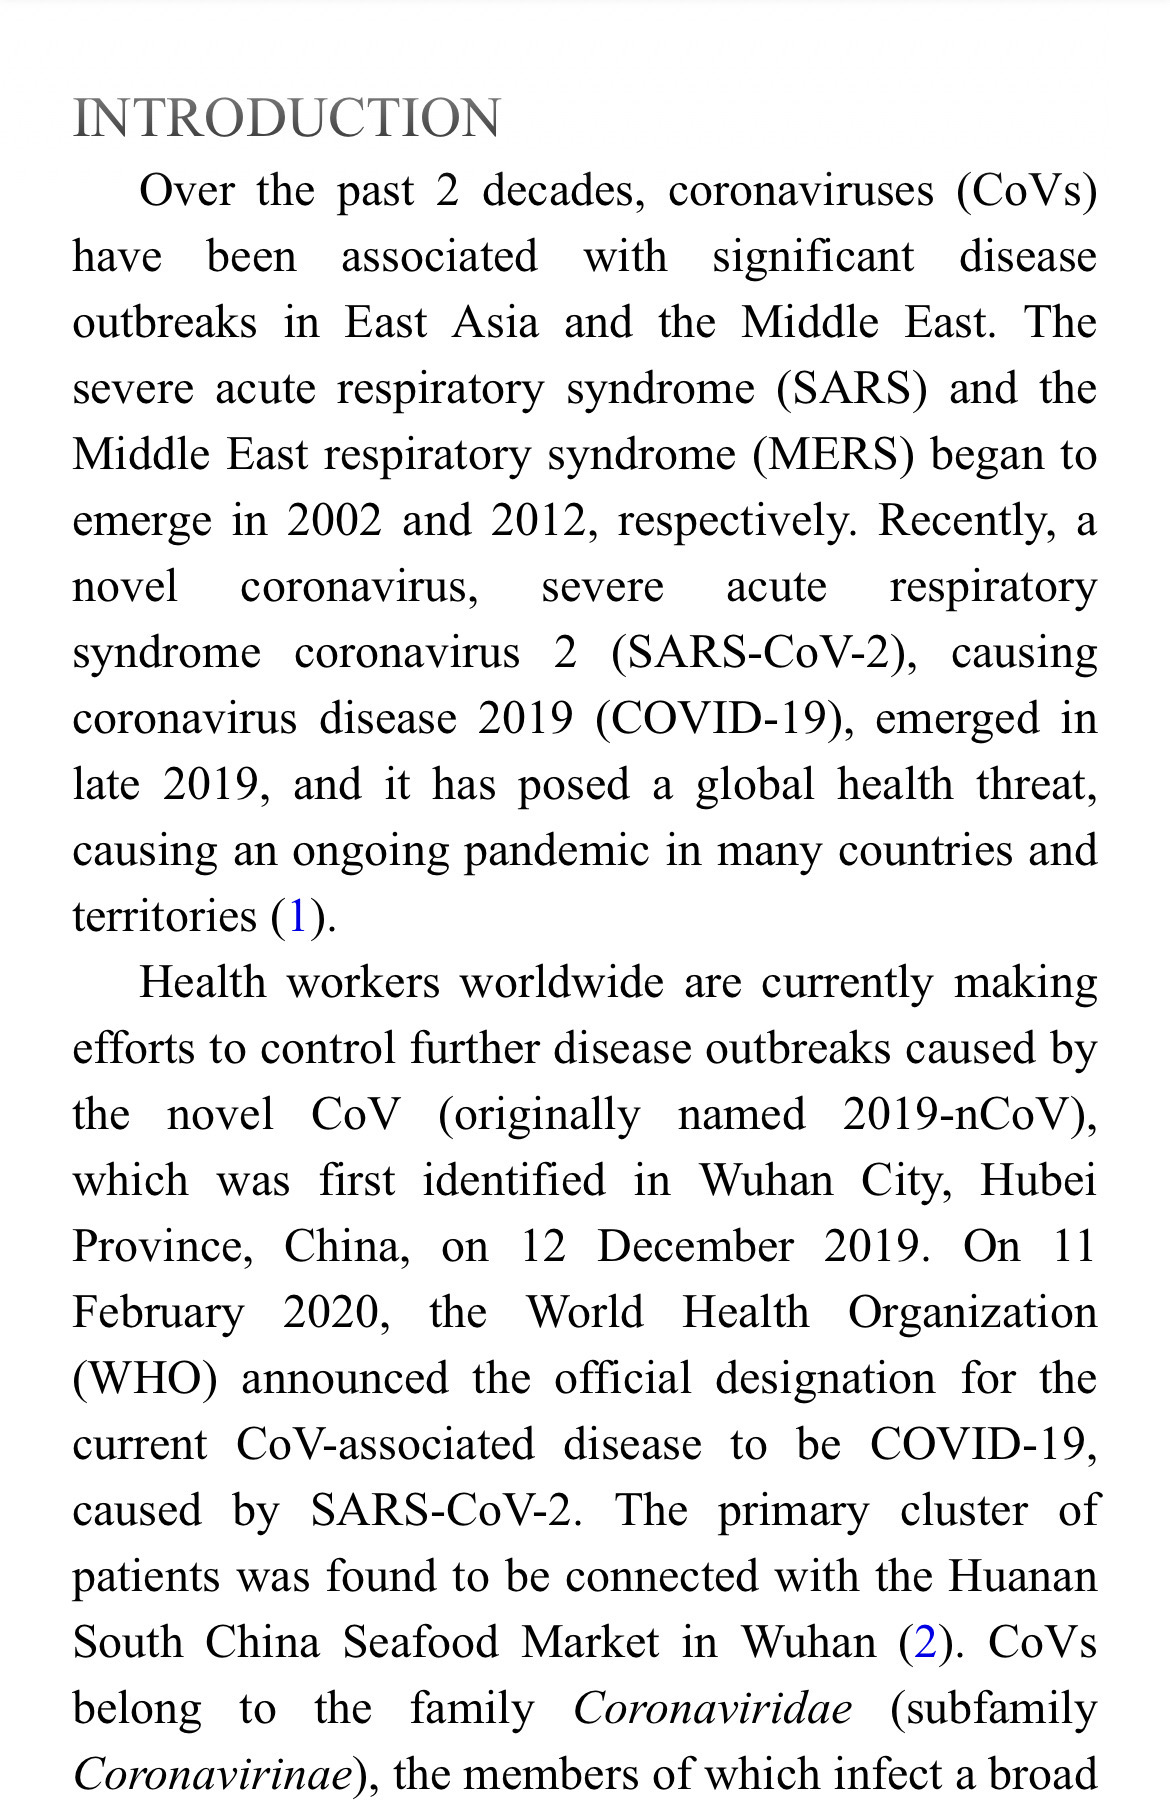 INTRODUCTION
Over the past 2 decades, coronaviruses (CoVs)
have been associated with significant disease
outbreaks in East Asia and the Middle East. The
severe acute respiratory syndrome (SARS) and the
Middle East respiratory syndrome (MERS) began to
emerge in 2002 and 2012, respectively. Recently, a
novel coronavirus, severe acute respiratory
syndrome coronavirus 2 (SARS-CoV-2), causing
coronavirus disease 2019 (COVID-19), emerged in
late 2019, and it has posed a global health threat,
causing an ongoing pandemic in many countries and
territories (1).
Health workers worldwide are currently making
efforts to control further disease outbreaks caused by
the novel CoV (originally named 2019-nCoV),
which was first identified in Wuhan City, Hubei
Province, China, on 12 December 2019. On 11
February 2020, the World Health Organization
(WHO) announced the official designation for the
current CoV-associated disease to be COVID-19,
caused by SARS-CoV-2. The primary cluster of
patients was found to be connected with the Huanan
South China Seafood Market in Wuhan (2). CoVs
belong to the family Coronaviridae (subfamily
Coronavirinae), the members of which infect a broad